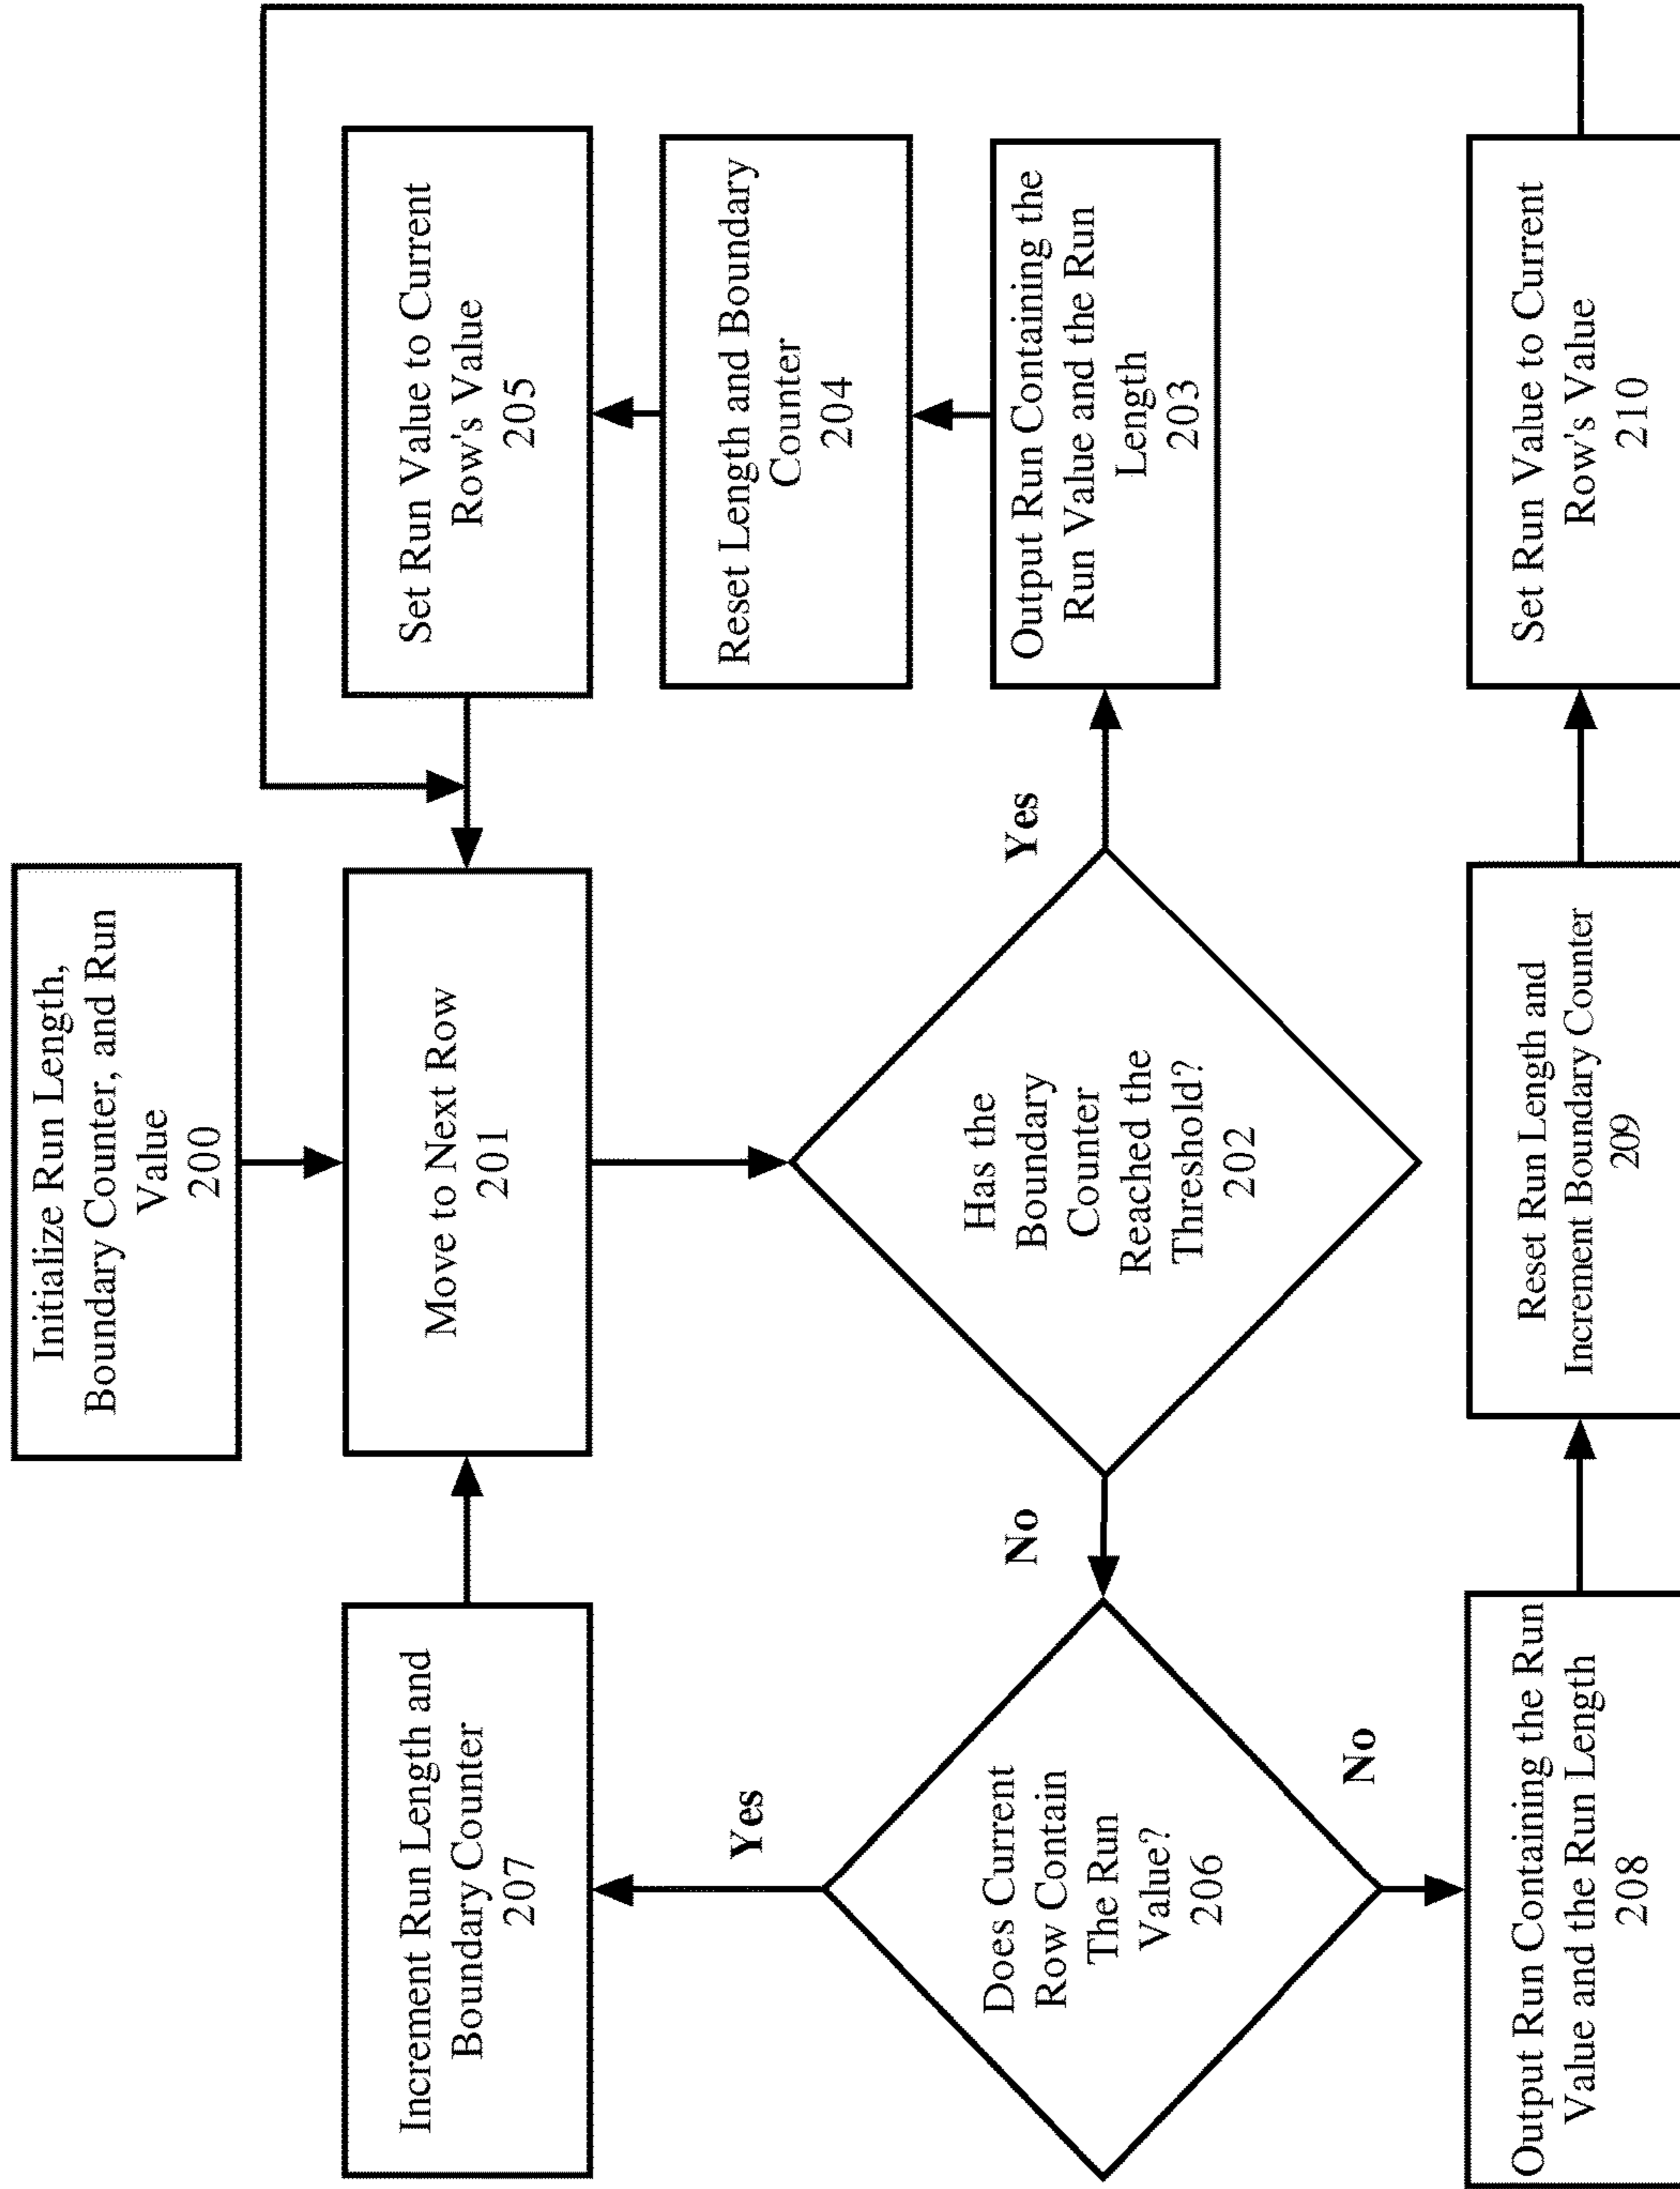 Initialize Run Length,
Boundary Counter, and Run
Value
200
Increment Run Length and
Boundary Counter
207
Move to Next Row
201
Set Run Value to Current
Row's Value
205
Reset Length and Boundary
Counter
204
Yes
No
Yes
Does Current
Row Contain
The Run
Value?
206
Has the
Boundary
Counter
Reached the
Threshold?
202
Output Run Containing the
Run Value and the Run
Length
203
No
Output Run Containing the Run
Value and the Run Length
208
Reset Run Length and
Increment Boundary Counter
209
Set Run Value to Current
Row's Value
210